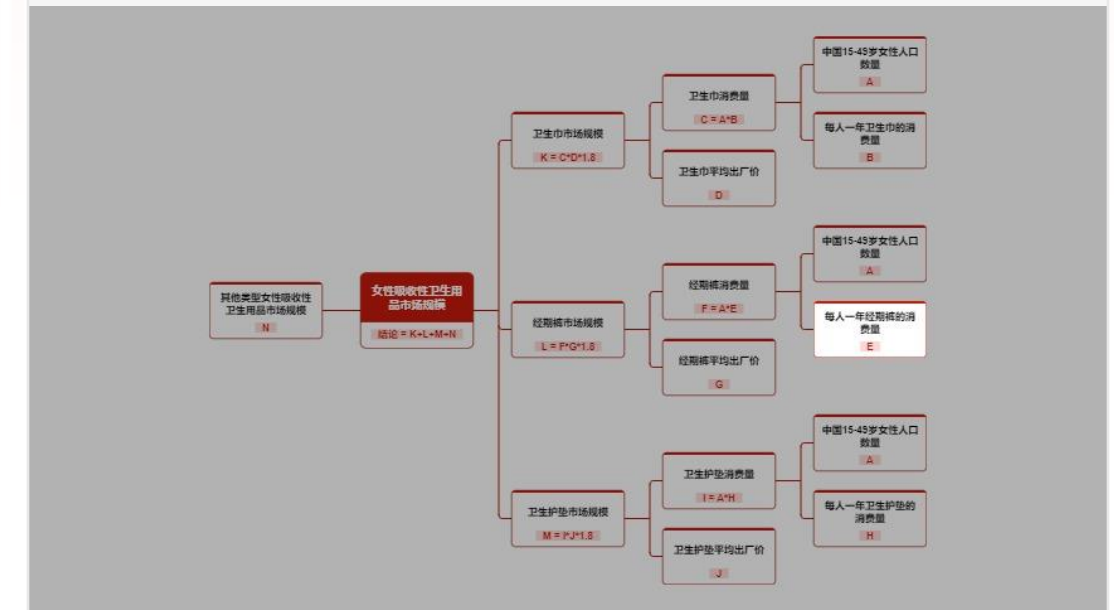 中国15-49岁女性人口
数量
A
卫生巾消费量
C = A*B
每人一年卫生巾的消
费量
B
卫生巾市场规模
K = C*D*1.8
卫生巾平均出厂价
D
中国15-49岁女性人口
数量
A
经期裤消费量
F = A*E
每人一年经期裤的消
费量
E
其他类型女性吸收性
卫生用品市场规模
N
女性吸收性卫生用
品市场规模
结论 = K+L+M+N
经期裤市场规模
L = F*G*1.8
经期裤平均出厂价
G
中国15-49岁女性人口
数量
A
卫生护垫消费量
I = A*H
每人一年卫生护垫的
消费量
H
卫生护垫市场规模
M = I*J*1.8
卫生护垫平均出厂价
J